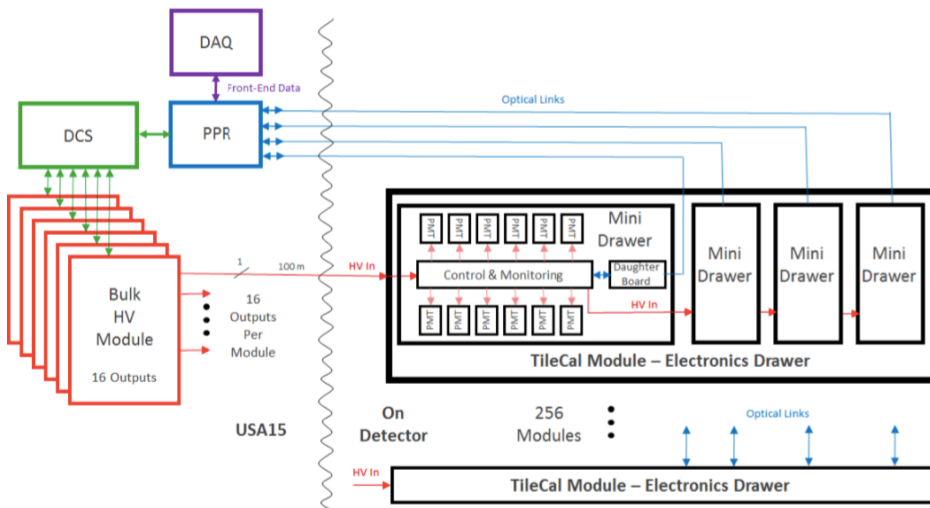 DAQ
Front-End Data
Optical Links
DCS
PPR
PMT PMT PMT PMT PMT PMT
Mini
Drawer
Control & Monitoring
Daughter
Board
PMT PMT PMT PMT PMT PMT
Mini
Drawer
Mini
Drawer
Mini
Drawer
HV In
TileCal Module – Electronics Drawer
1
100 m
HV In
Bulk
HV
Module
16 Outputs
16
Outputs
Per
Module
USA15
On
Detector
256
Modules
Optical Links
HV In
TileCal Module – Electronics Drawer